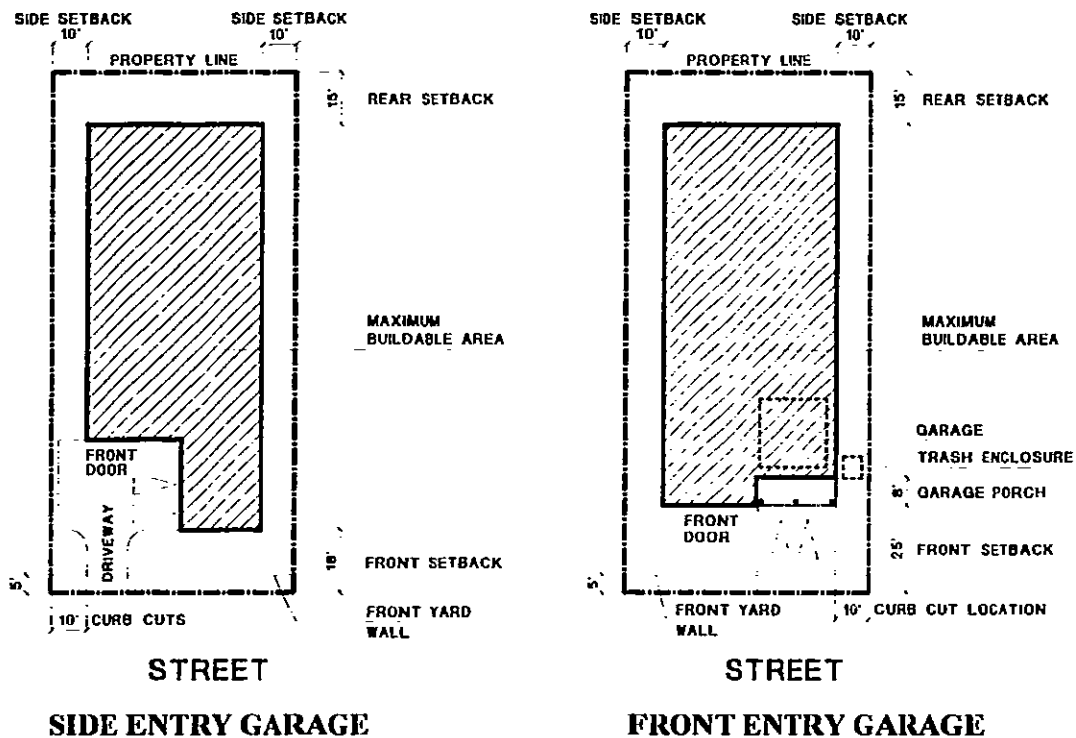 SIDE SETBACK
10'
SIDE SETBACK
10'
PROPERTY LINE
15'
REAR SETBACK
MAXIMUM
BUILDABLE AREA
FRONT
DOOR
DRIVEWAY
18'
FRONT SETBACK
5'
10'
CURB CUTS
FRONT YARD
WALL
STREET
SIDE ENTRY GARAGE
SIDE SETBACK
10'
SIDE SETBACK
10'
PROPERTY LINE
15'
REAR SETBACK
MAXIMUM
BUILDABLE AREA
GARAGE
TRASH ENCLOSURE
8'
GARAGE PORCH
FRONT
DOOR
25'
FRONT SETBACK
5'
FRONT YARD
WALL
10'
CURB CUT LOCATION
STREET
FRONT ENTRY GARAGE